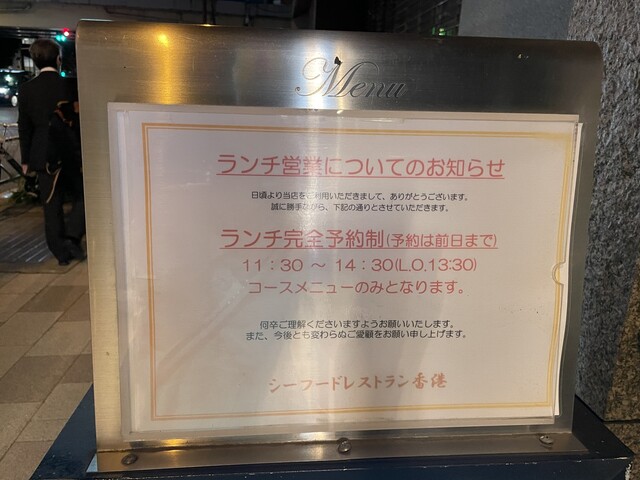 Menu
ランチ営業についてのお知らせ
日頃より当店をご利用いただきまして、ありがとうございます。
誠に勝手ながら、下記の通りとさせていただきます。
ランチ完全予約制(予約は前日まで)
11:30 ～ 14:30(L.O.13:30)
コースメニューのみとなります。
何卒ご理解くださいますようお願いいたします。
また、今後とも変わらぬご愛顧をお願い申し上げます。
シーフードレストラン香港